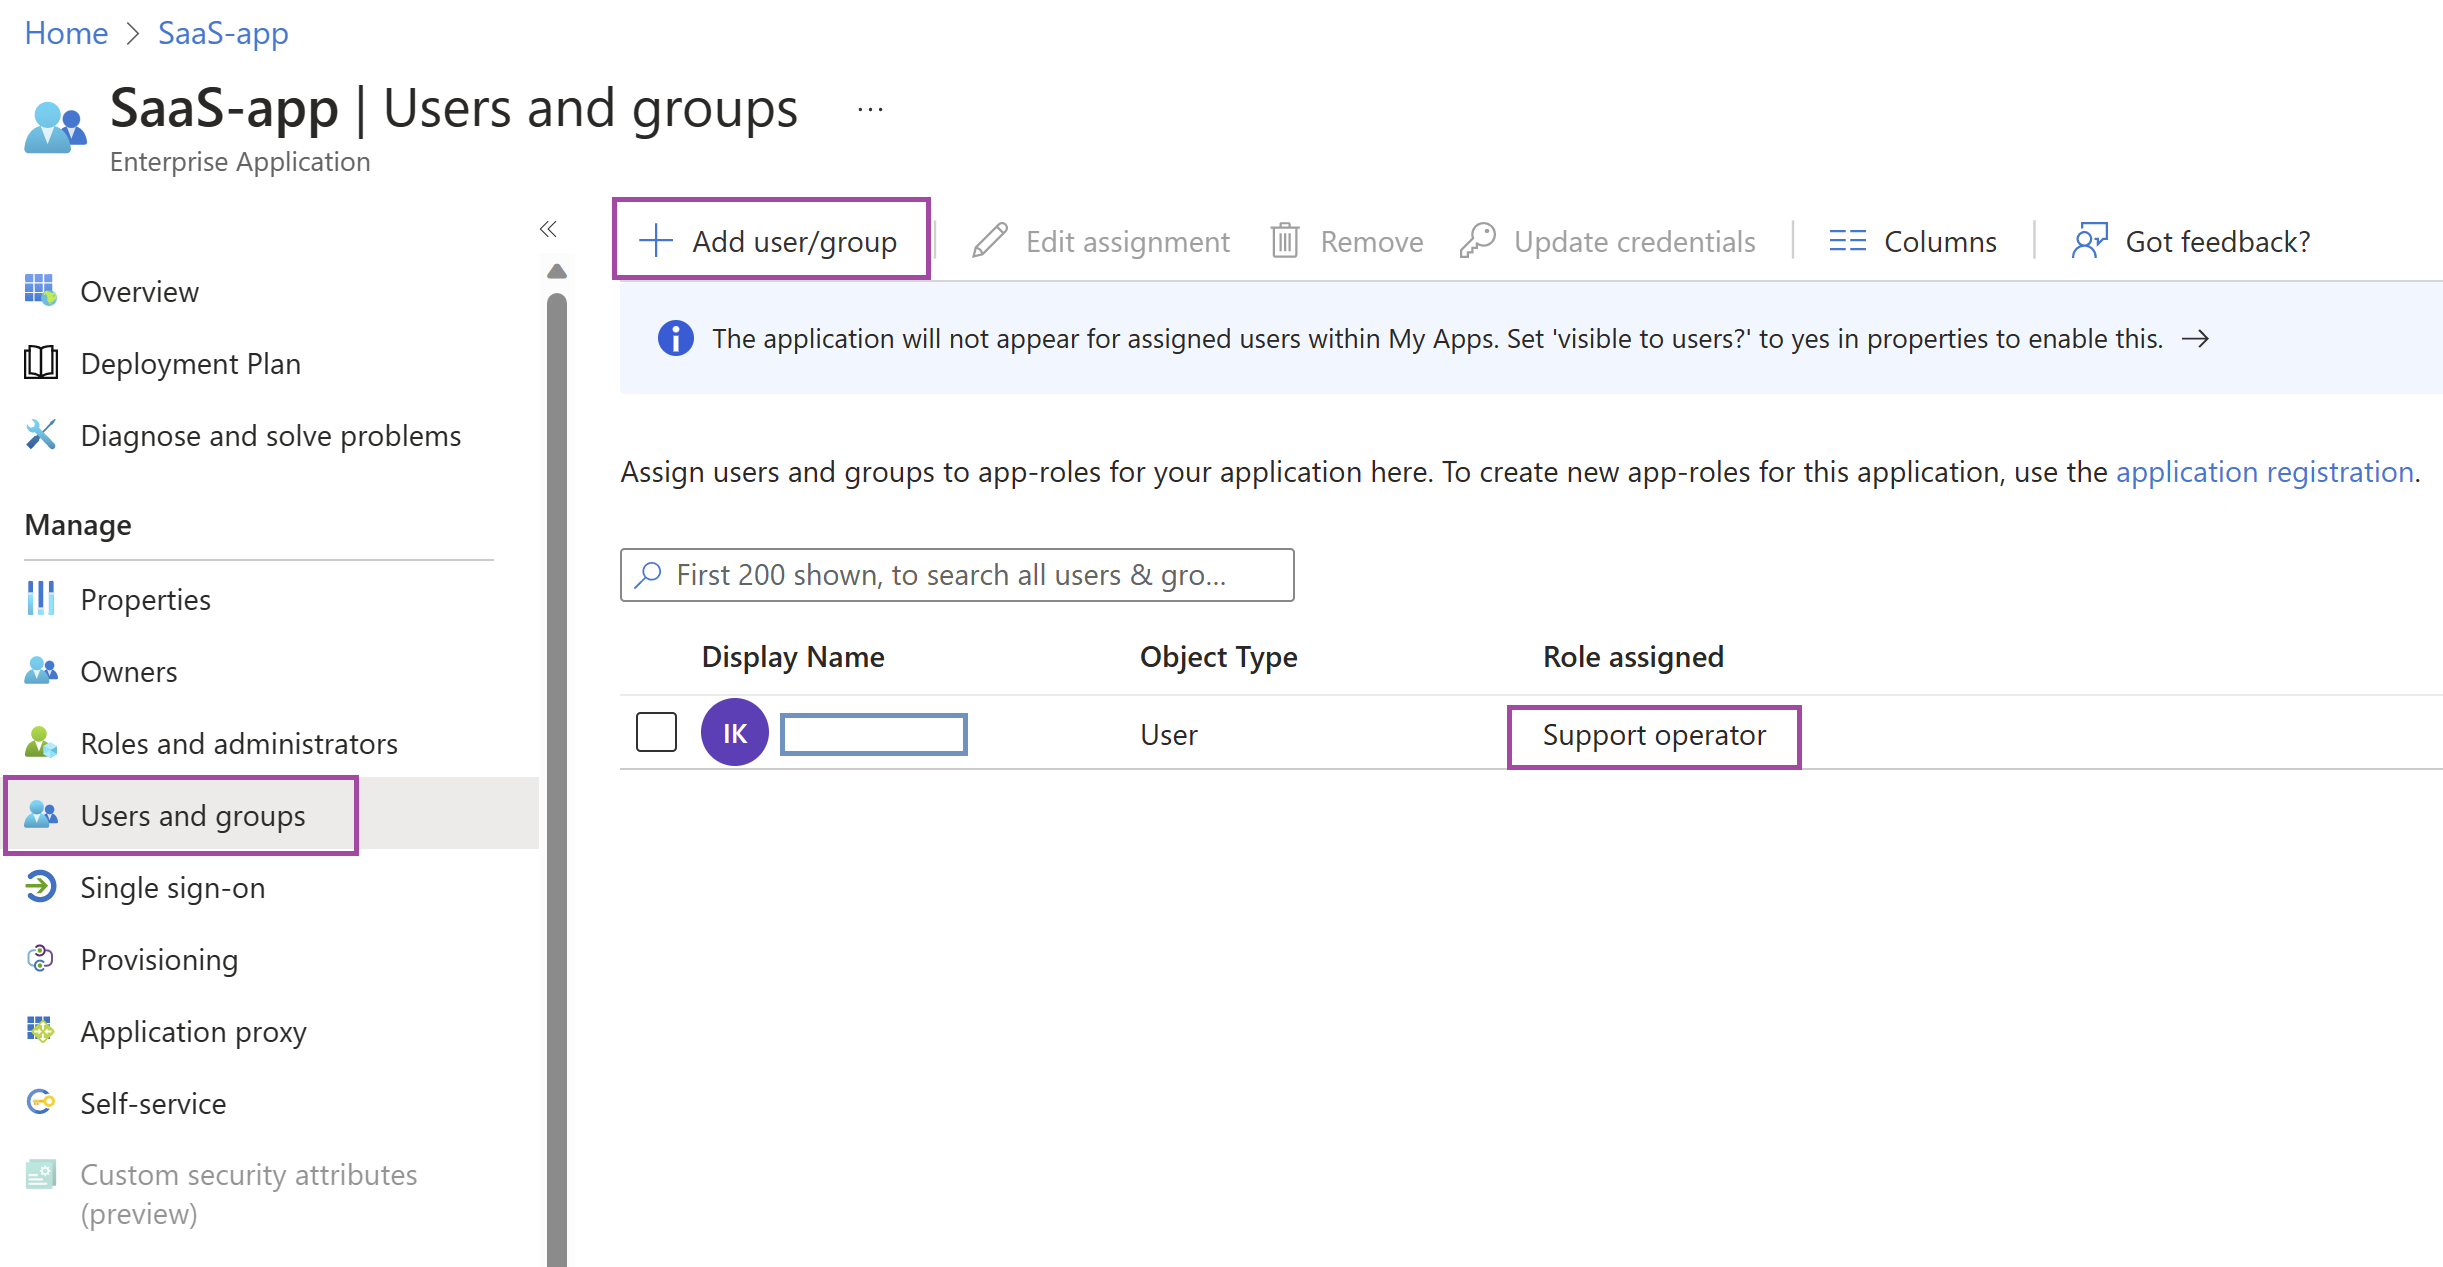 Home > SaaS-app
SaaS-app | Users and groups ...
Enterprise Application
Overview
Deployment Plan
Diagnose and solve problems
Manage
Properties
Owners
Roles and administrators
Users and groups
Single sign-on
Provisioning
Application proxy
Self-service
Custom security attributes
(preview)
Add user/group
Edit assignment
Remove
Update credentials
Columns
Got feedback?
The application will not appear for assigned users within My Apps. Set 'visible to users?' to yes in properties to enable this. →
Assign users and groups to app-roles for your application here. To create new app-roles for this application, use the application registration.
First 200 shown, to search all users & gro...
Display Name Object Type Role assigned
IK User Support operator